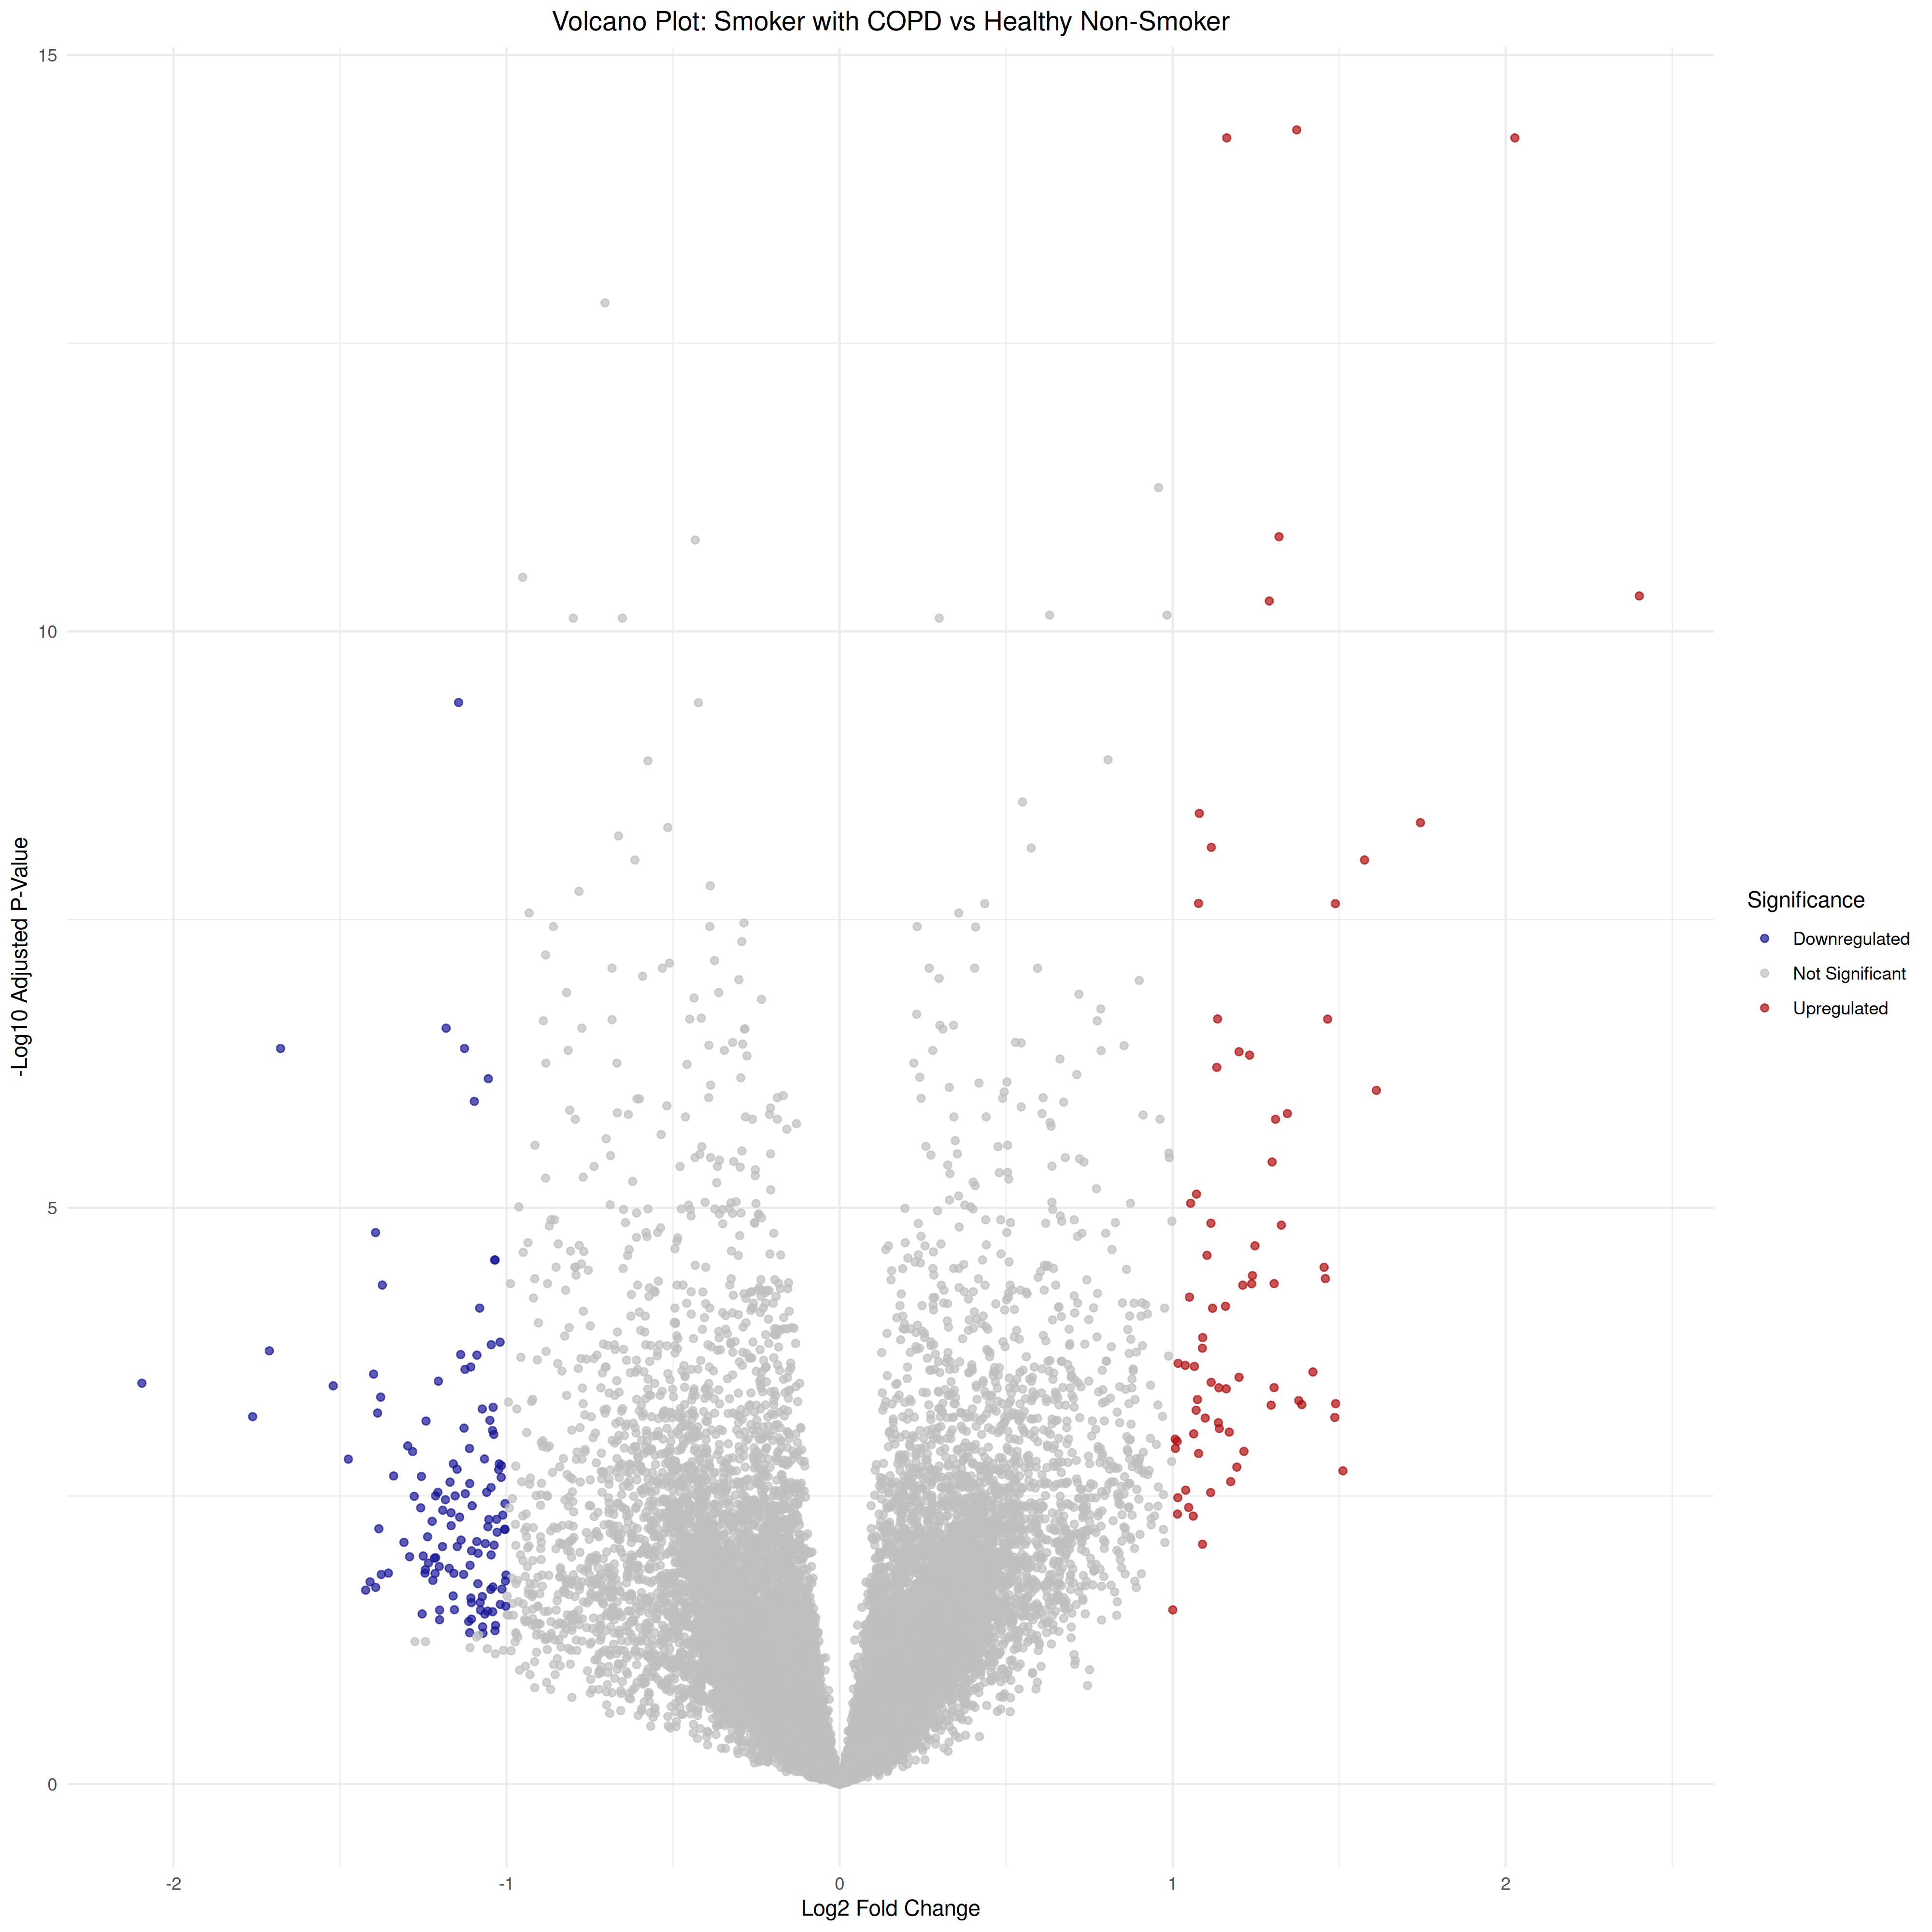 Volcano Plot: Smoker with COPD vs Healthy Non-Smoker
15
10
5
0
-Log10 Adjusted P-Value
-2
-1
0
1
2
Log2 Fold Change
Significance
Downregulated
Not Significant
Upregulated